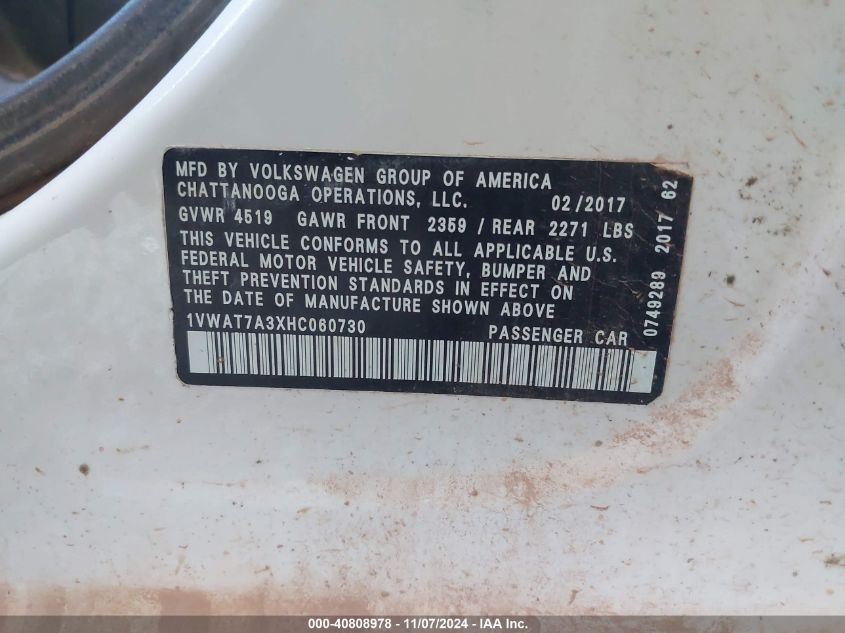 MFD BY VOLKSWAGEN GROUP OF AMERICA
CHATTANOOGA OPERATIONS, LLC. 02/2017
GVWR 4519 GAWR FRONT 2359 / REAR 2271 LBS
THIS VEHICLE CONFORMS TO ALL APPLICABLE U.S.
FEDERAL MOTOR VEHICLE SAFETY, BUMPER AND
THEFT PREVENTION STANDARDS IN EFFECT ON
THE DATE OF MANUFACTURE SHOWN ABOVE
1VWAT7A3XHC060730 PASSENGER CAR
0749289 2017 62
000-40808978 - 11/07/2024 - IAA Inc.